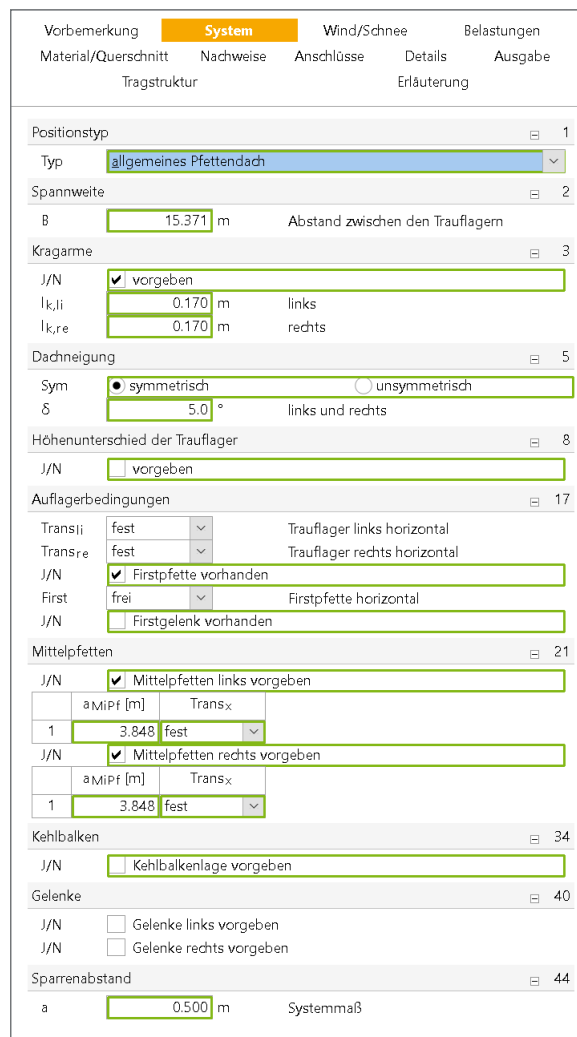 Vorbemerkung System Wind/Schnee Belastungen
Material/Querschnitt Nachweise Anschlüsse Details Ausgabe
Tragstruktur Erläuterung
Positionstyp 1
Typ allgemeines Pfettendach
Spannweite 2
B 15.371 m Abstand zwischen den Trauflagern
Kragarme 3
J/N vorgeben
lk,li 0.170 m links
lk,re 0.170 m rechts
Dachneigung 5
Sym symmetrisch unsymmetrisch
δ 5.0 ° links und rechts
Höhenunterschied der Trauflager 8
J/N vorgeben
Auflagerbedingungen 17
Transli fest Trauflager links horizontal
Transre fest Trauflager rechts horizontal
J/N Firstpfette vorhanden
First frei Firstpfette horizontal
J/N Firstgelenk vorhanden
Mittelpfetten 21
J/N Mittelpfetten links vorgeben
aMiPf [m] Transx
1 3.848 fest
J/N Mittelpfetten rechts vorgeben
aMiPf [m] Transx
1 3.848 fest
Kehlbalken 34
J/N Kehlbalkenlage vorgeben
Gelenke 40
J/N Gelenke links vorgeben
J/N Gelenke rechts vorgeben
Sparrenabstand 44
a 0.500 m Systemmaß